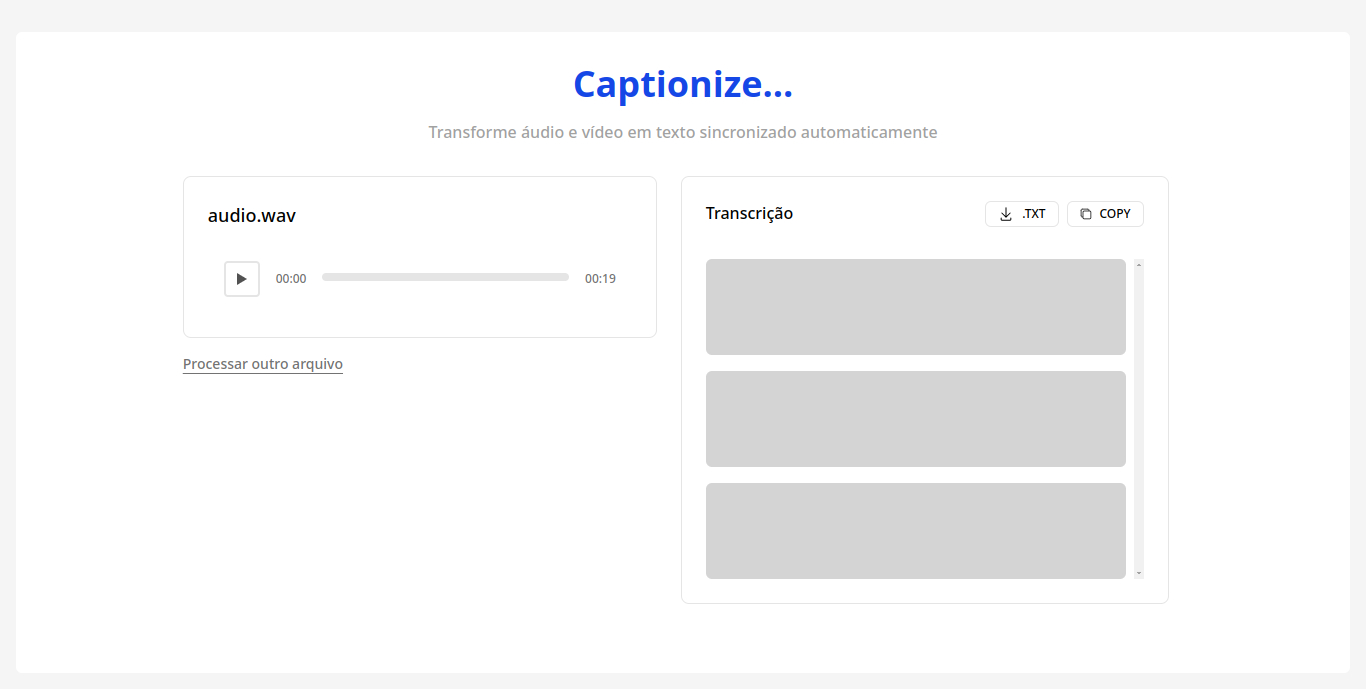 Captionize...
Transforme áudio e vídeo em texto sincronizado automaticamente
audio.wav
00:00
00:19
Processar outro arquivo
Transcrição
.TXT
COPY